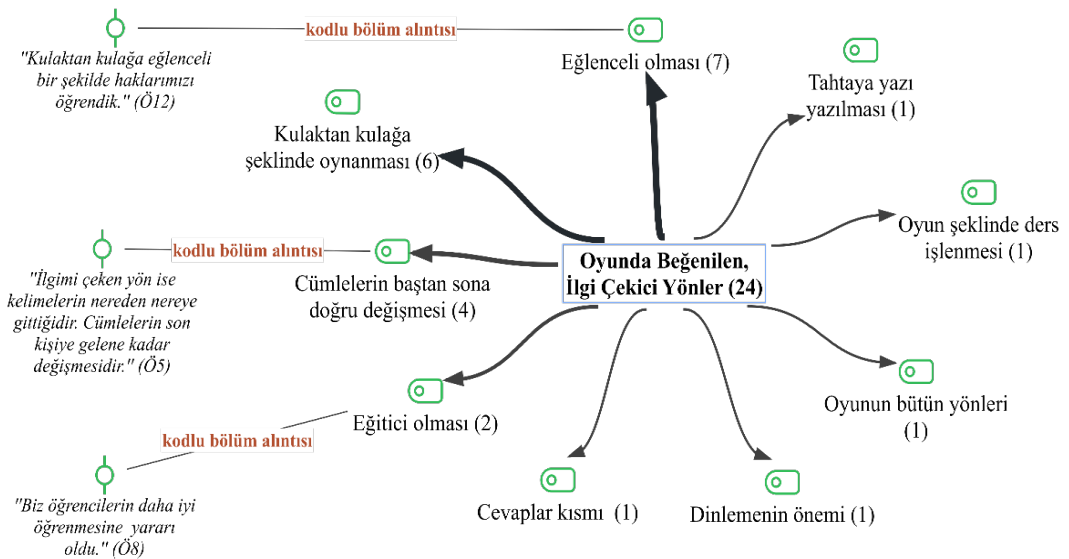 kodlu bölüm alıntısı
"Kulaktan kulağa eğlenceli
bir şekilde haklarımızı
öğrendik." (Ö12)
Eğlenceli olması (7)
Tahtaya yazı
yazılması (1)
Kulaktan kulağa
şeklinde oynanması (6)
Oyun şeklinde ders
işlenmesi (1)
kodlu bölüm alıntısı
"İlgimi çeken yön ise
kelimelerin nereden nereye
gittiğidir. Cümlelerin son
kişiye gelene kadar
değişmesidir." (Ö5)
Cümlelerin baştan sona
doğru değişmesi (4)
Oyunda Beğenilen,
İlgi Çekici Yönler (24)
Eğitici olması (2)
Oyunun bütün yönleri
(1)
kodlu bölüm alıntısı
"Biz öğrencilerin daha iyi
öğrenmesine yararı
oldu." (Ö8)
Cevaplar kısmı (1)
Dinlemenin önemi (1)